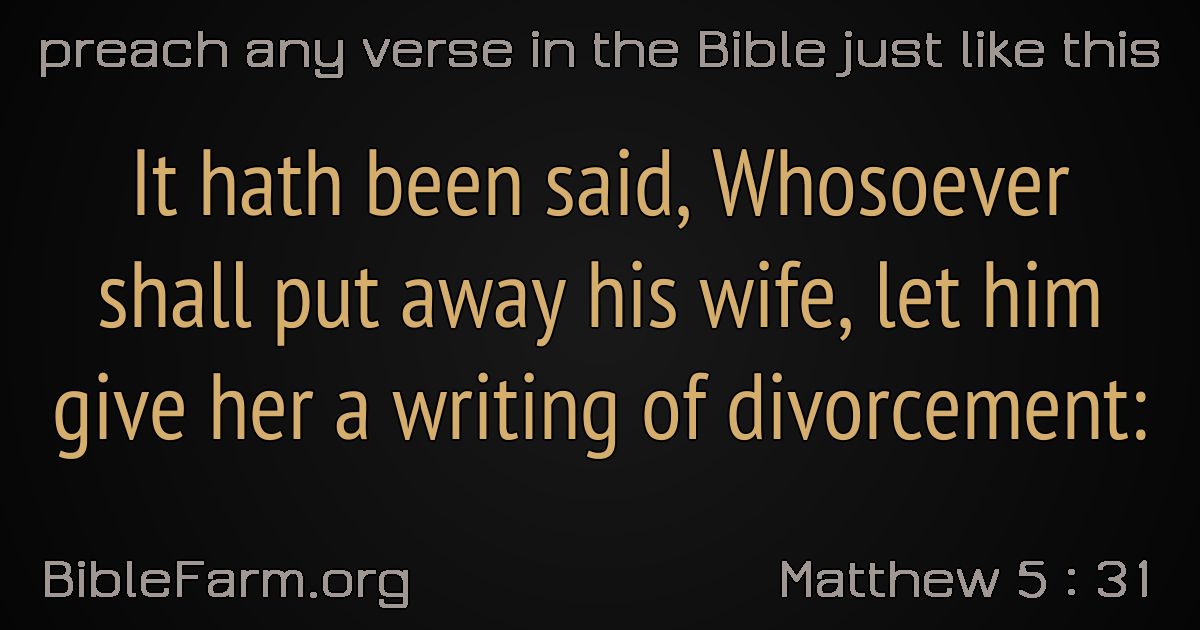 preach any verse in the Bible just like this
It hath been said, Whosoever
shall put away his wife, let him
give her a writing of divorcement:
BibleFarm.org
Matthew 5 : 31